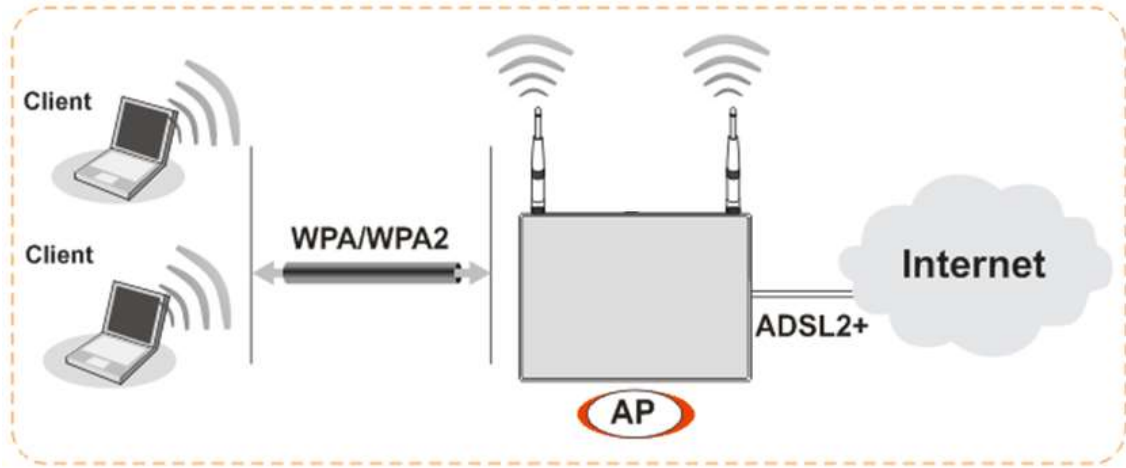 Client
Client
WPA/WPA2
Internet
ADSL2+
AP